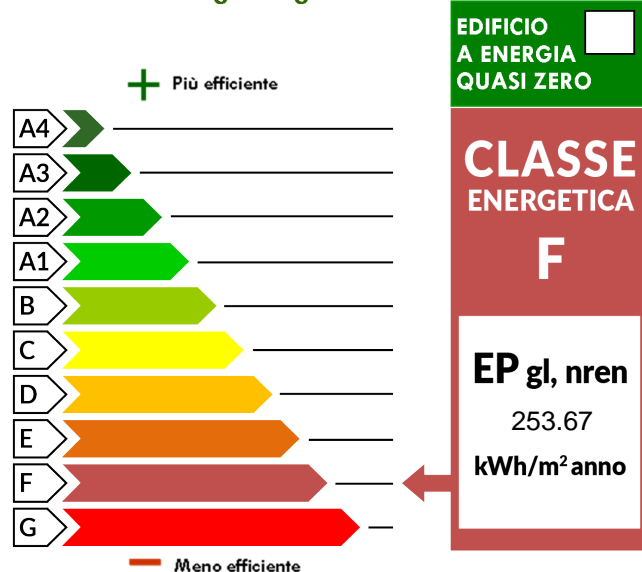 EDIFICIO
A ENERGIA
QUASI ZERO
Più efficiente
A4
A3
A2
A1
B
C
D
E
F
G
Meno efficiente
CLASSE
ENERGETICA
F
EP gl, nren
253.67
kWh/m² anno